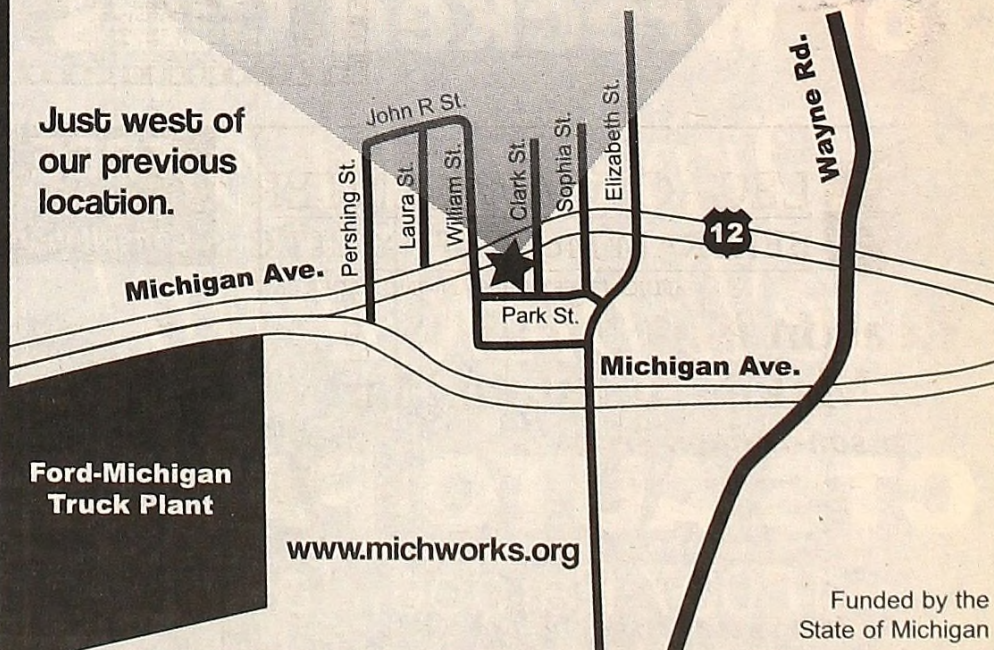 Just west of
our previous
location.
John R St.
Pershing St.
Laura St.
William St.
Clark St.
Sophia St.
Elizabeth St.
Wayne Rd.
12
Michigan Ave.
Park St.
Michigan Ave.
Ford-Michigan
Truck Plant
www.michworks.org
Funded by the
State of Michigan